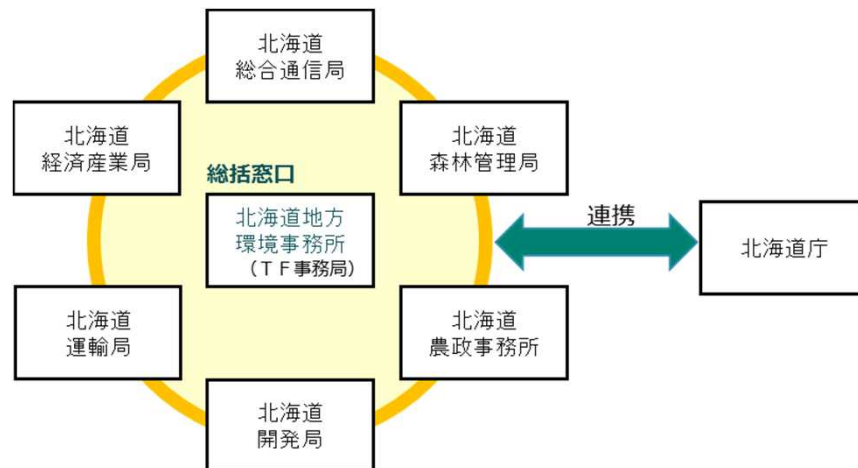 北海道
総合通信局
北海道
経済産業局
北海道
森林管理局
総括窓口
北海道地方
環境事務所
（ＴＦ事務局）
連携
北海道庁
北海道
運輸局
北海道
農政事務所
北海道
開発局